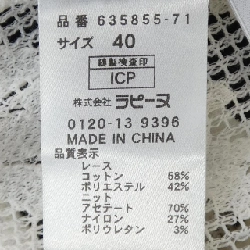 品番 635855-71
サイズ 40
縫製検査印
ICP
株式会社 ラピーヌ
0120-13 9396
MADE IN CHINA
品質表示
レース
コットン 58%
ポリエステル 42%
ニット
アセテート 70%
ナイロン 27%
ポリウレタン 3%